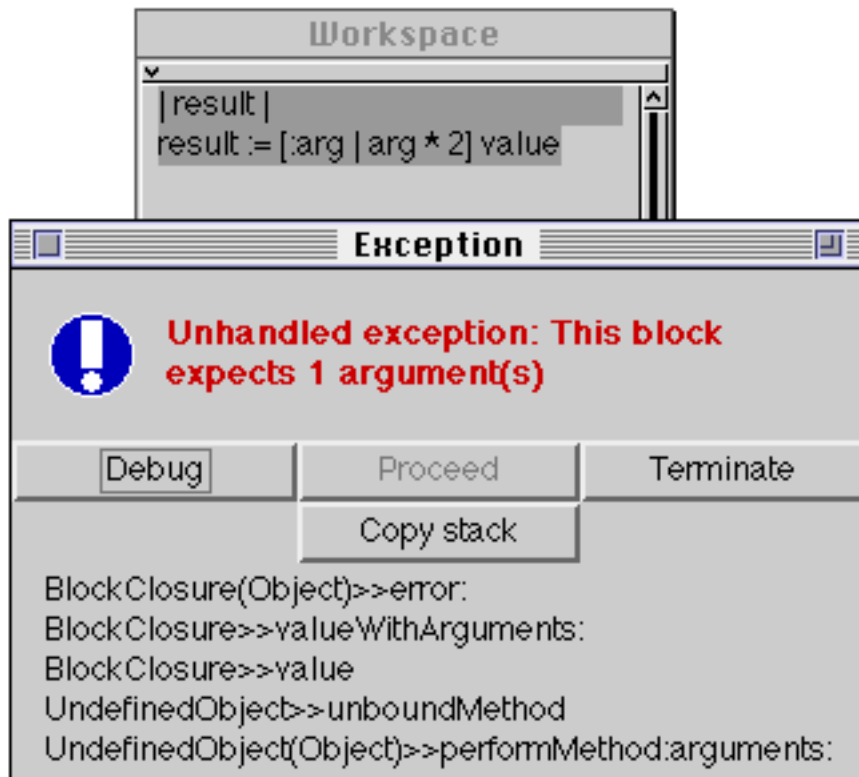 Workspace
| result |
result := [:arg | arg * 2] value
Exception
Unhandled exception: This block
expects 1 argument(s)
Debug
Proceed
Terminate
Copy stack
BlockClosure(Object)>>error:
BlockClosure>>valueWithArguments:
BlockClosure>>value
UndefinedObject>>unboundMethod
UndefinedObject(Object)>>performMethod:arguments: